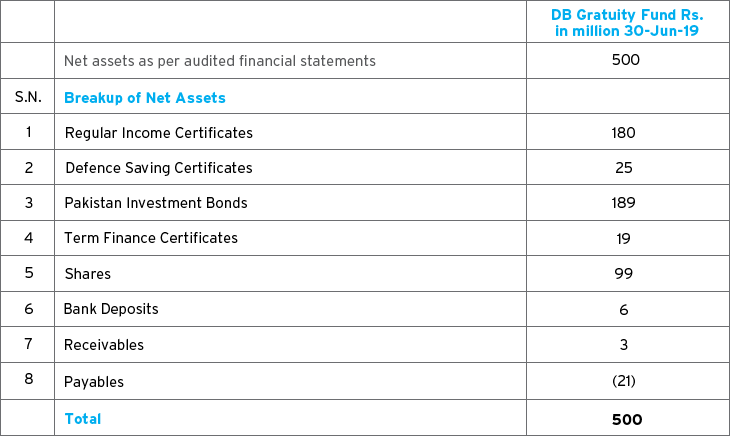 DB Gratuity Fund Rs.
in million 30-Jun-19
Net assets as per audited financial statements 500
S.N. Breakup of Net Assets
1 Regular Income Certificates 180
2 Defence Saving Certificates 25
3 Pakistan Investment Bonds 189
4 Term Finance Certificates 19
5 Shares 99
6 Bank Deposits 6
7 Receivables 3
8 Payables (21)
Total 500